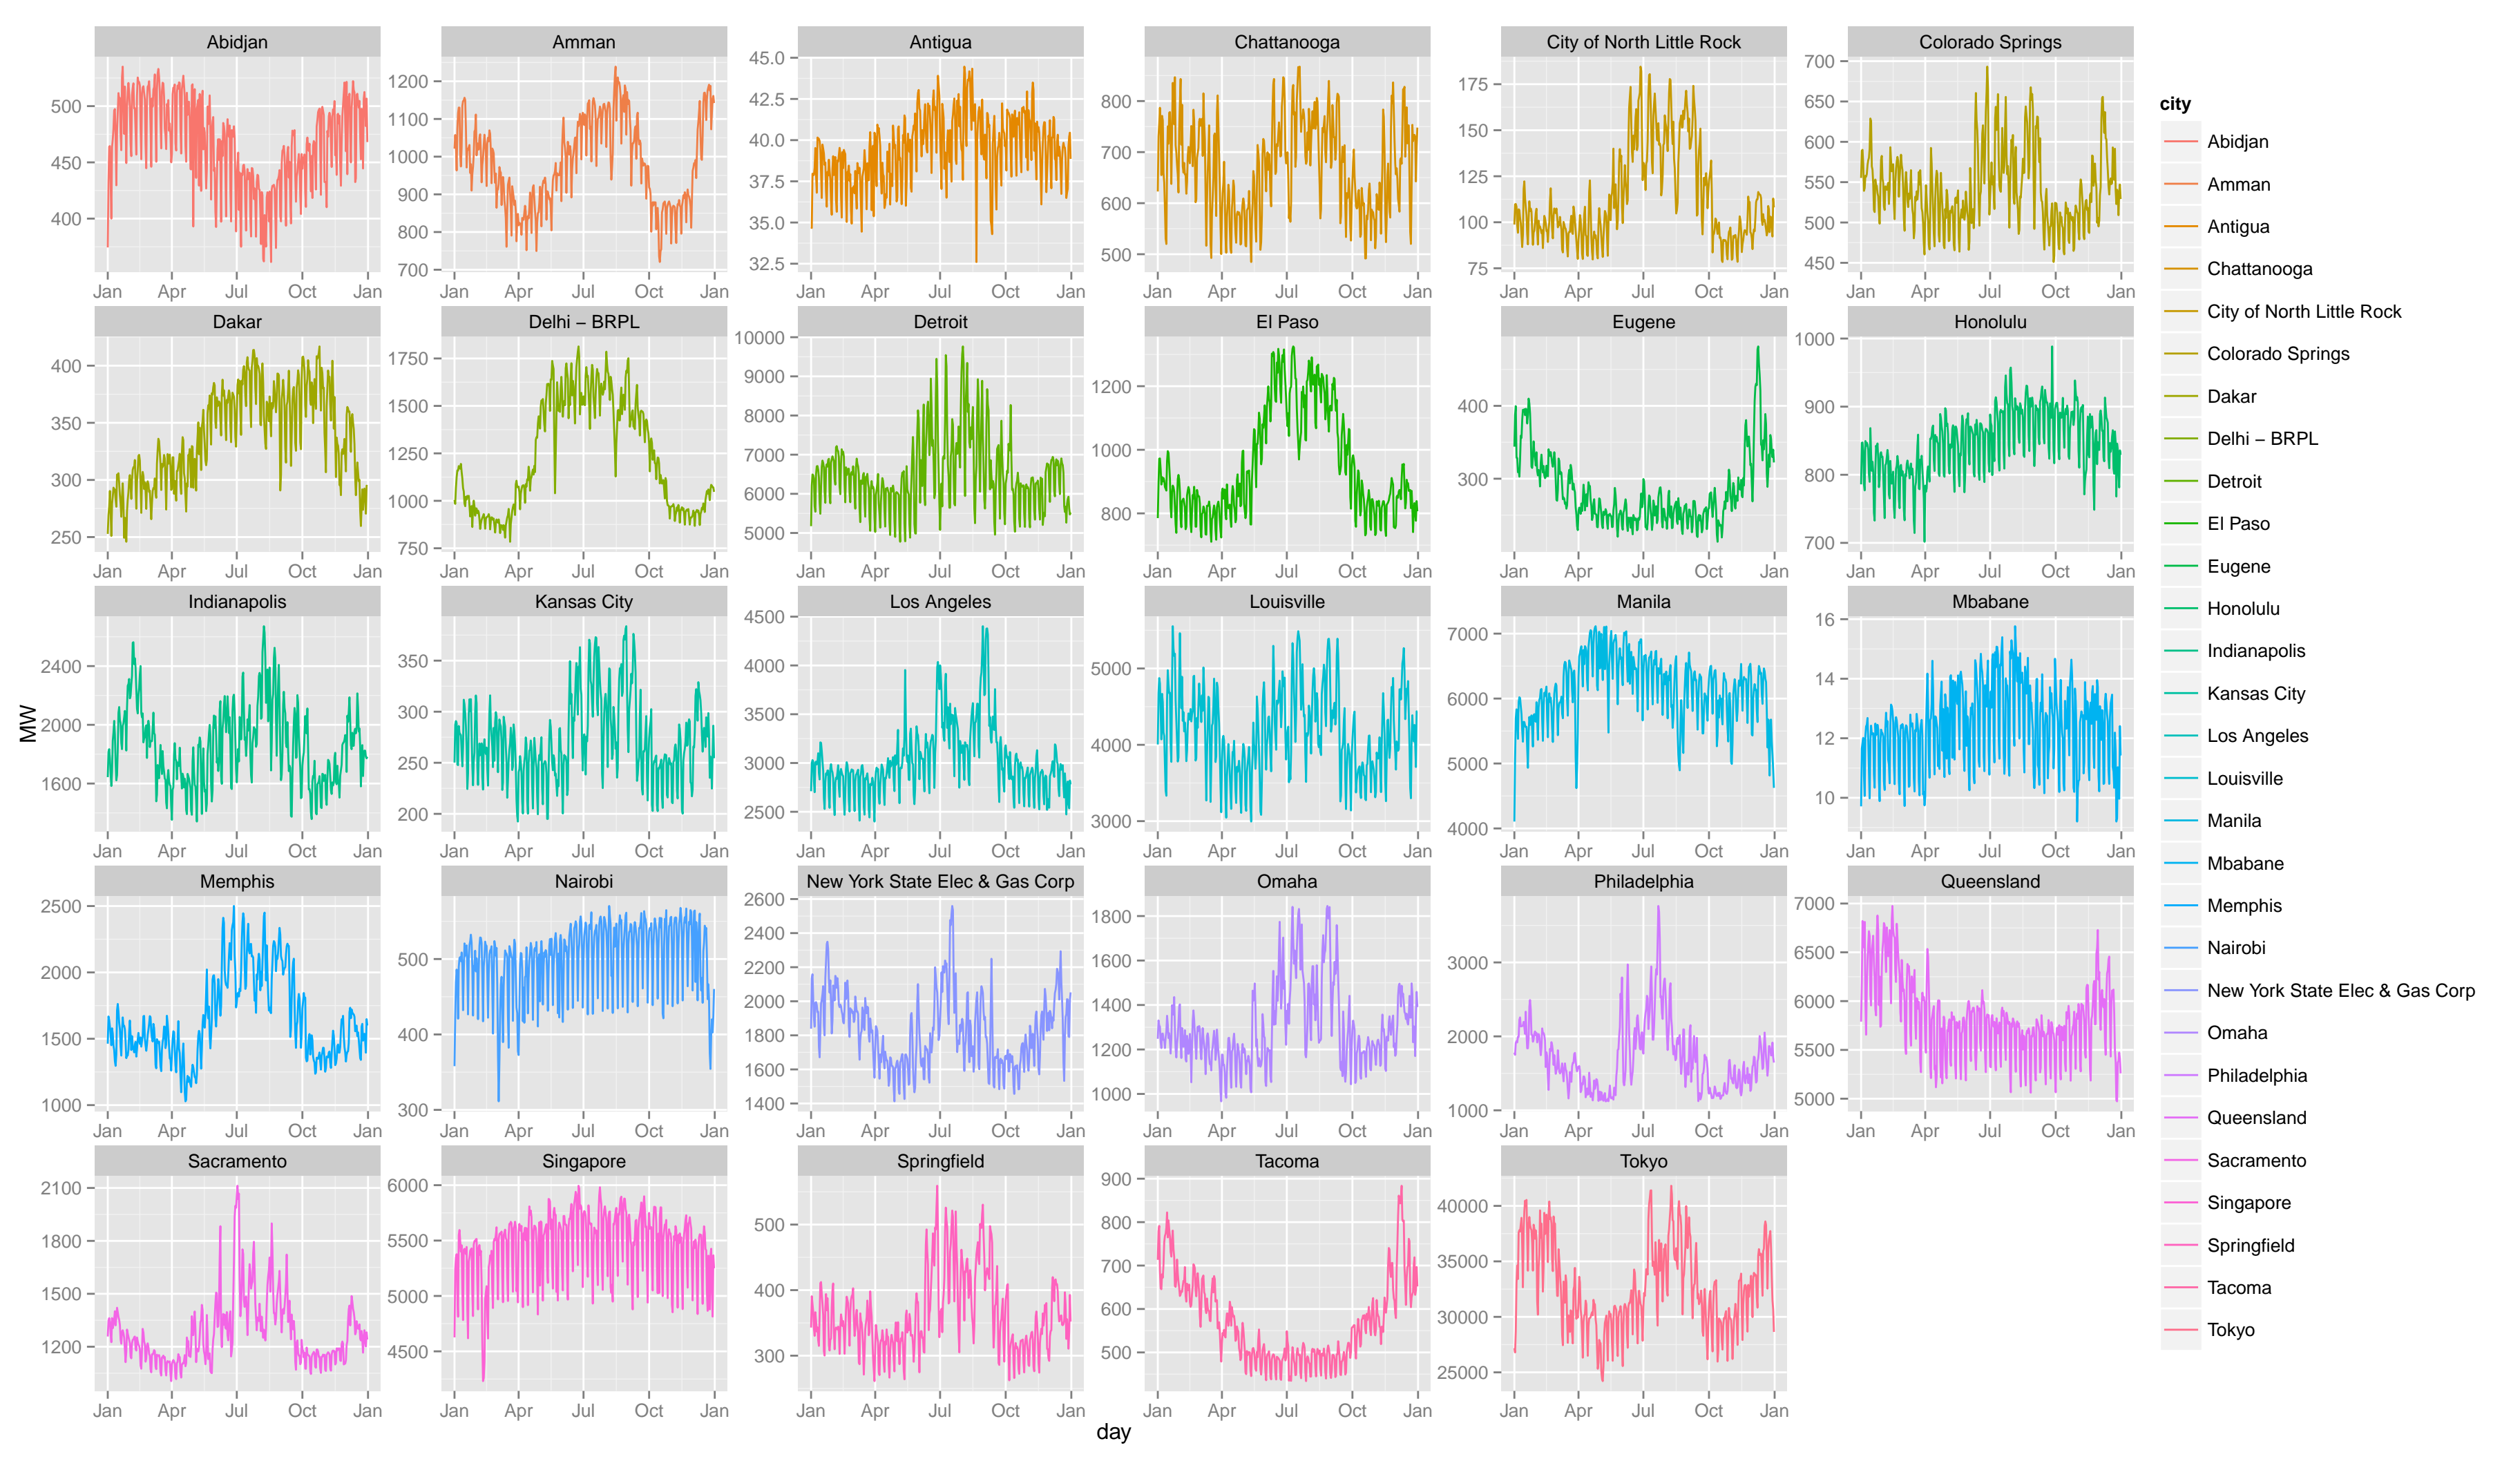 Abidjan Amman Antigua Chattanooga City of North Little Rock Colorado Springs
500 450 400
1200 1100 1000 900 800 700
45.0 42.5 40.0 37.5 35.0 32.5
800 700 600 500
175 150 125 100 75
700 650 600 550 500 450
Jan Apr Jul Oct Jan Jan Apr Jul Oct Jan Jan Apr Jul Oct Jan Jan Apr Jul Oct Jan Jan Apr Jul Oct Jan Jan Apr Jul Oct Jan
Dakar Delhi − BRPL Detroit El Paso Eugene Honolulu
400 350 300 250
1750 1500 1250 1000 750
10000 9000 8000 7000 6000 5000
1200 1000 800
400 300
1000 900 800 700
Jan Apr Jul Oct Jan Jan Apr Jul Oct Jan Jan Apr Jul Oct Jan Jan Apr Jul Oct Jan Jan Apr Jul Oct Jan Jan Apr Jul Oct Jan
Indianapolis Kansas City Los Angeles Louisville Manila Mbabane
2400 2000 1600
350 300 250 200
4500 4000 3500 3000 2500
5000 4000 3000
7000 6000 5000 4000
16 14 12 10
Jan Apr Jul Oct Jan Jan Apr Jul Oct Jan Jan Apr Jul Oct Jan Jan Apr Jul Oct Jan Jan Apr Jul Oct Jan Jan Apr Jul Oct Jan
MW
Memphis Nairobi New York State Elec & Gas Corp Omaha Philadelphia Queensland
2500 2000 1500 1000
500 400 300
2600 2400 2200 2000 1800 1600 1400
1800 1600 1400 1200 1000
3000 2000 1000
7000 6500 6000 5500 5000
Jan Apr Jul Oct Jan Jan Apr Jul Oct Jan Jan Apr Jul Oct Jan Jan Apr Jul Oct Jan Jan Apr Jul Oct Jan Jan Apr Jul Oct Jan
Sacramento Singapore Springfield Tacoma Tokyo
2100 1800 1500 1200
6000 5500 5000 4500
500 400 300
900 800 700 600 500
40000 35000 30000 25000
Jan Apr Jul Oct Jan Jan Apr Jul Oct Jan Jan Apr Jul Oct Jan Jan Apr Jul Oct Jan Jan Apr Jul Oct Jan
day
city
Abidjan
Amman
Antigua
Chattanooga
City of North Little Rock
Colorado Springs
Dakar
Delhi − BRPL
Detroit
El Paso
Eugene
Honolulu
Indianapolis
Kansas City
Los Angeles
Louisville
Manila
Mbabane
Memphis
Nairobi
New York State Elec & Gas Corp
Omaha
Philadelphia
Queensland
Sacramento
Singapore
Springfield
Tacoma
Tokyo